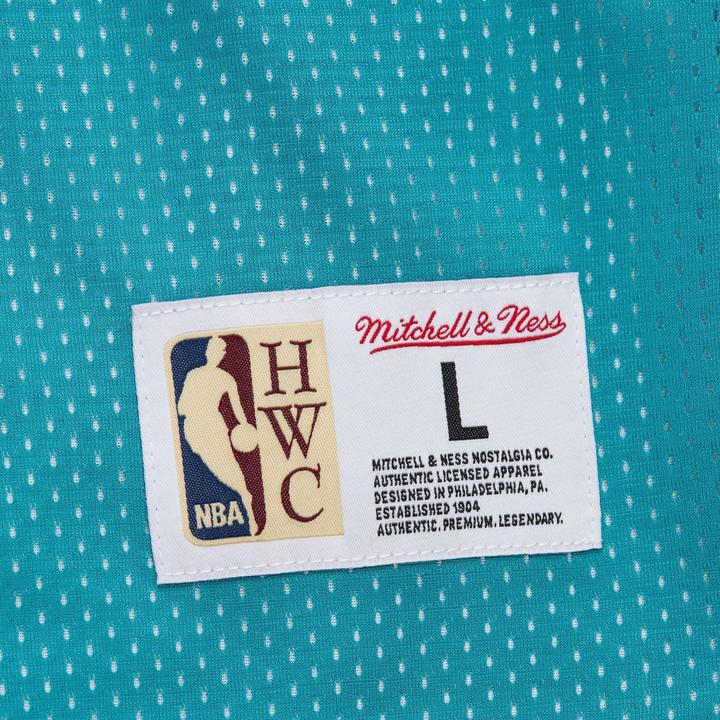 NBA
H
W
C
Mitchell & Ness
L
MITCHELL & NESS NOSTALGIA CO.
AUTHENTIC LICENSED APPAREL
DESIGNED IN PHILADELPHIA, PA.
ESTABLISHED 1904
AUTHENTIC. PREMIUM. LEGENDARY.